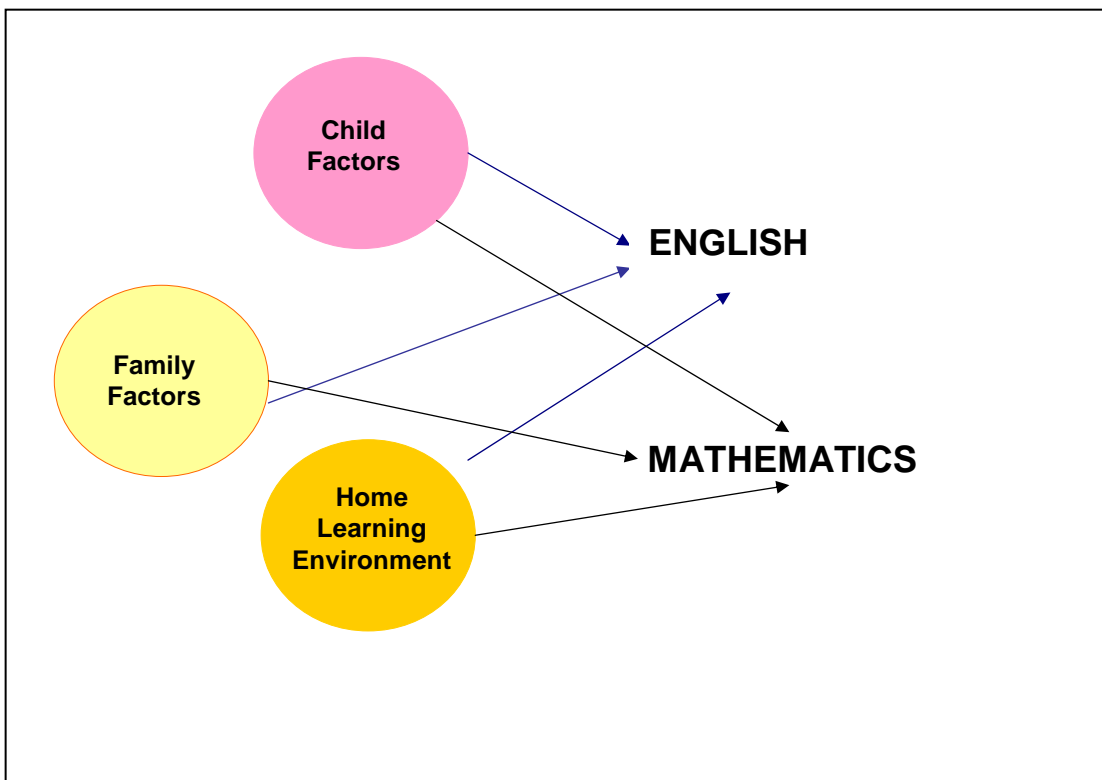 Child
Factors
ENGLISH
Family
Factors
MATHEMATICS
Home
Learning
Environment